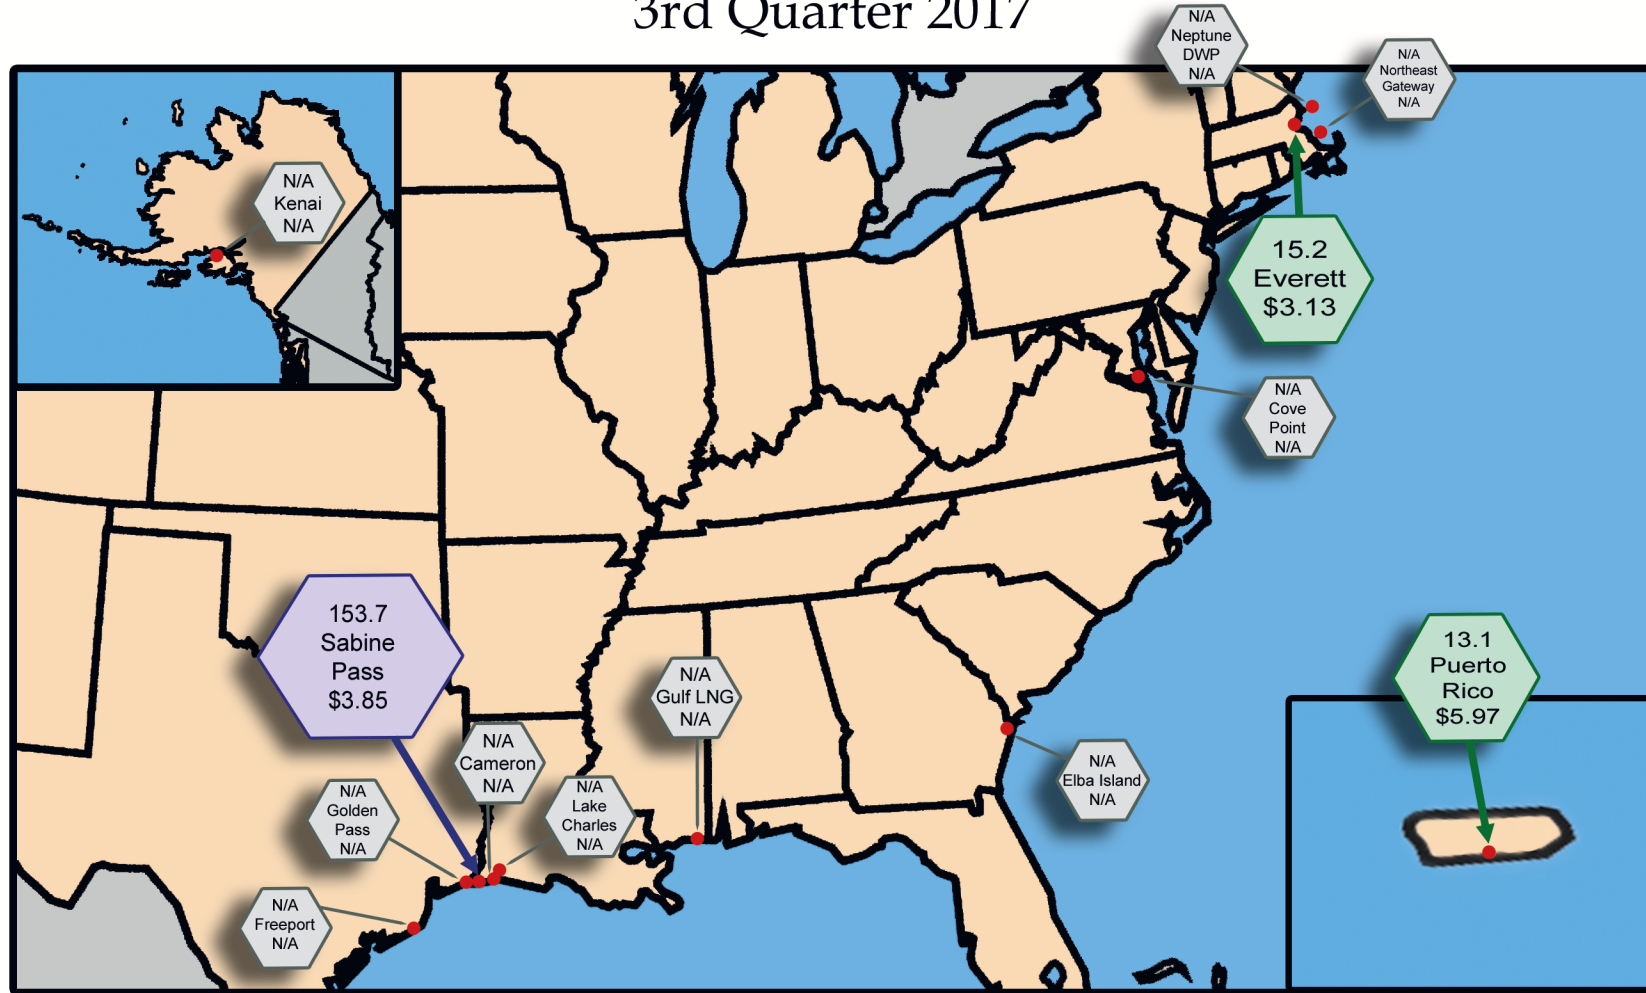 3rd Quarter 2017
N/A
Neptune
DWP
N/A
N/A
Northeast
Gateway
N/A
N/A
Kenai
N/A
15.2
Everett
$3.13
N/A
Cove
Point
N/A
153.7
Sabine
Pass
$3.85
N/A
Gulf LNG
N/A
13.1
Puerto
Rico
$5.97
N/A
Cameron
N/A
N/A
Golden
Pass
N/A
N/A
Lake
Charles
N/A
N/A
Elba Island
N/A
N/A
Freeport
N/A